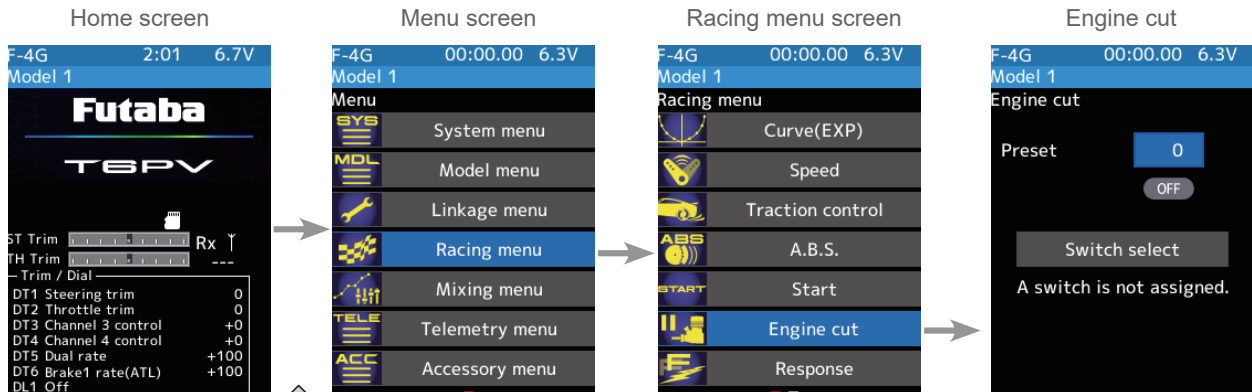 Home screen
Menu screen
Racing menu screen
Engine cut
F-4G 2:01 6.7V
Model 1
Futaba
T6PV
ST Trim
Rx
TH Trim
---
Trim / Dial
DT1 Steering trim 0
DT2 Throttle trim 0
DT3 Channel 3 control +0
DT4 Channel 4 control +0
DT5 Dual rate +100
DT6 Brake1 rate(ATL) +100
DL1 Off
F-4G 00:00.00 6.3V
Model 1
Menu
SYS System menu
MDL Model menu
Linkage menu
Racing menu
Mixing menu
TELE Telemetry menu
ACC Accessory menu
F-4G 00:00.00 6.3V
Model 1
Racing menu
Curve(EXP)
Speed
Traction control
ABS A.B.S.
START Start
Engine cut
Response
F-4G 00:00.00 6.3V
Model 1
Engine cut
Preset 0
OFF
Switch select
A switch is not assigned.